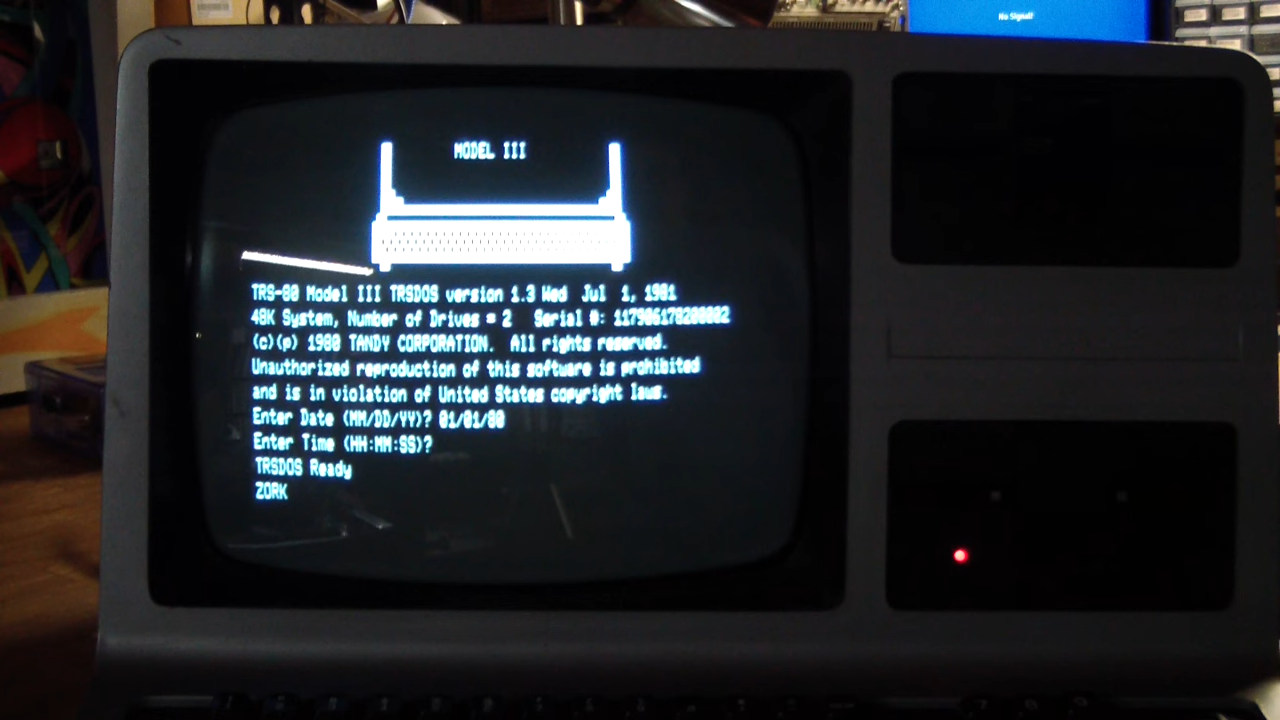 No Signal!
MODEL III
TRS-80 Model III TRSDOS version 1.3 Wed Jul 1, 1981
48K System, Number of Drives = 2 Serial #: 117906178200002
(c)(p) 1980 TANDY CORPORATION. All rights reserved.
Unauthorized reproduction of this software is prohibited
and is in violation of United States copyright laws.
Enter Date (MM/DD/YY)? 01/01/80
Enter Time (HH:MM:SS)?
TRSDOS Ready
ZORK